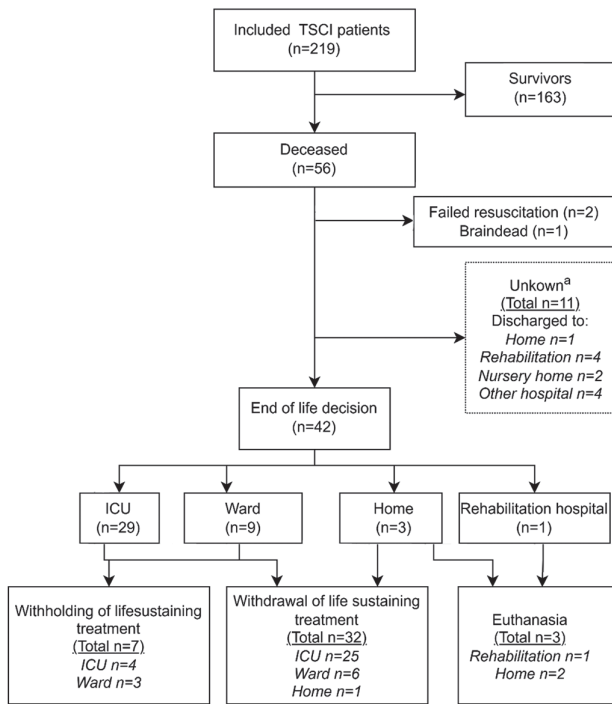 Included TSCI patients
(n=219)
Survivors
(n=163)
Deceased
(n=56)
Failed resuscitation (n=2)
Braindead (n=1)
Unkownᵃ
(Total n=11)
Discharged to:
Home n=1
Rehabilitation n=4
Nursery home n=2
Other hospital n=4
End of life decision
(n=42)
ICU
(n=29)
Ward
(n=9)
Home
(n=3)
Rehabilitation hospital
(n=1)
Withholding of lifesustaining
treatment
(Total n=7)
ICU n=4
Ward n=3
Withdrawal of life sustaining
treatment
(Total n=32)
ICU n=25
Ward n=6
Home n=1
Euthanasia
(Total n=3)
Rehabilitation n=1
Home n=2